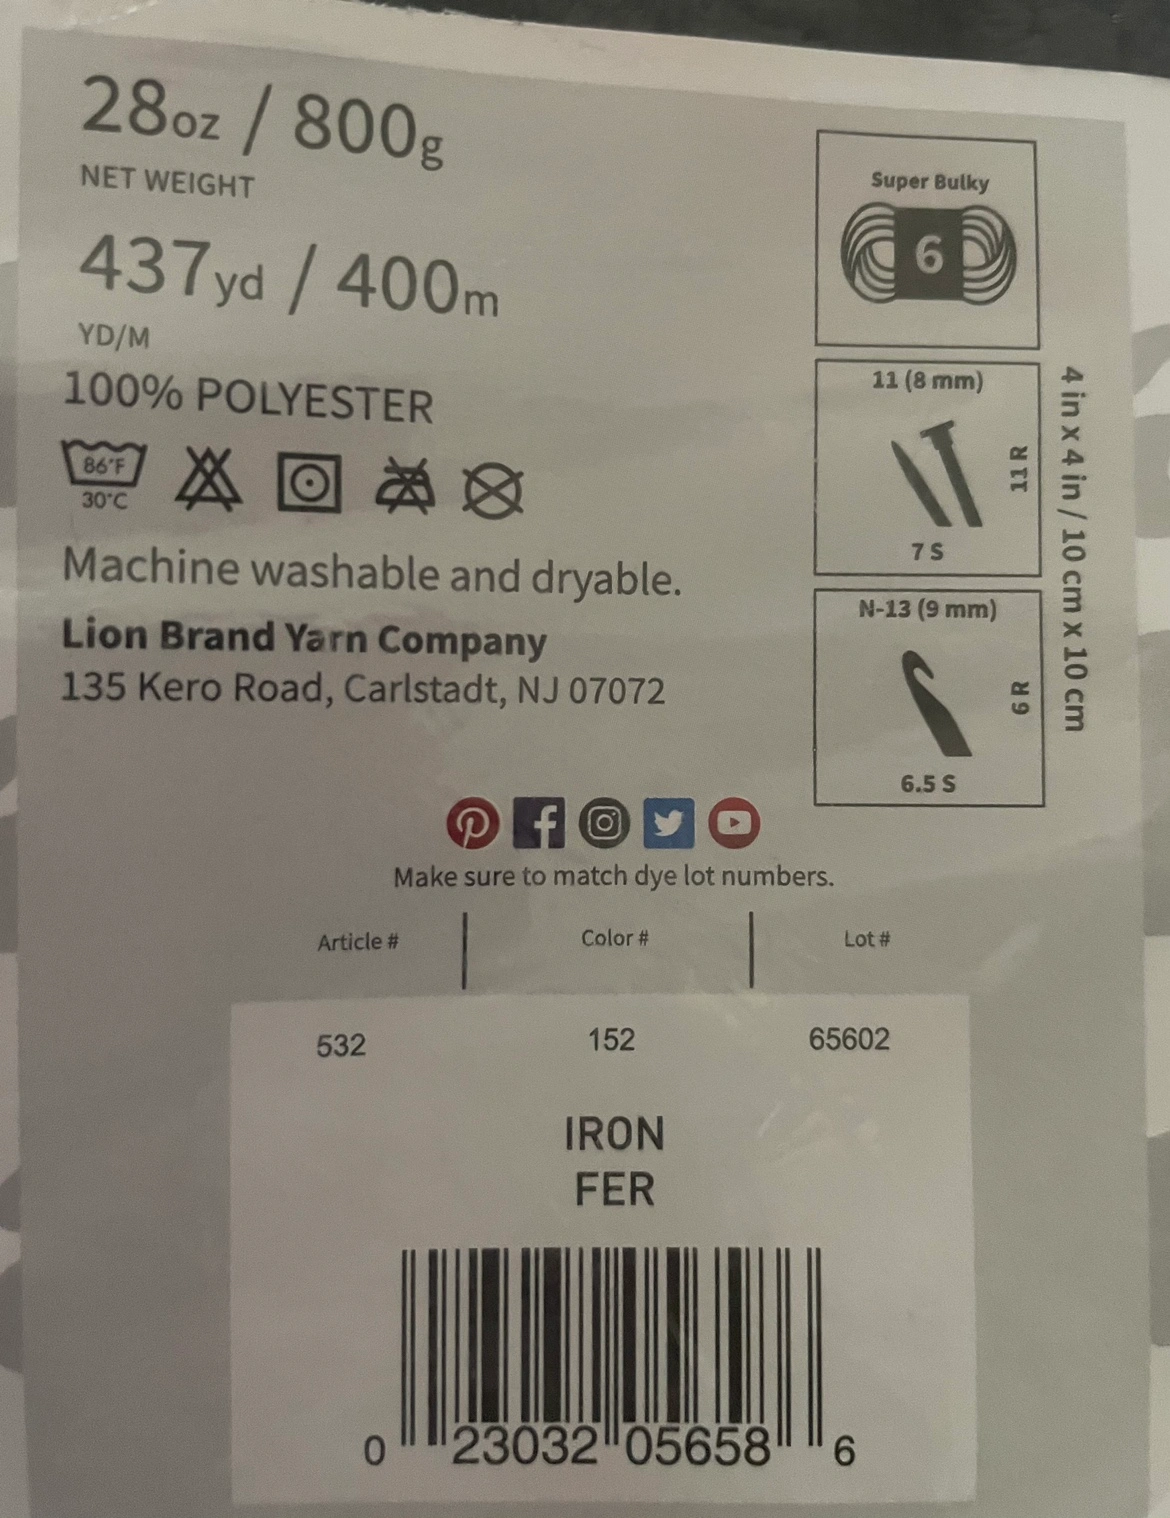 28oz / 800g
NET WEIGHT
437yd / 400m
YD/M
100% POLYESTER
86°F
30°C
Machine washable and dryable.
Lion Brand Yarn Company
135 Kero Road, Carlstadt, NJ 07072
Super Bulky
6
11 (8 mm)
11 R
7 S
N-13 (9 mm)
6 R
6.5 S
4 in x 4 in / 10 cm x 10 cm
Make sure to match dye lot numbers.
Article # Color # Lot #
532 152 65602
IRON
FER
0 23032 05658 6